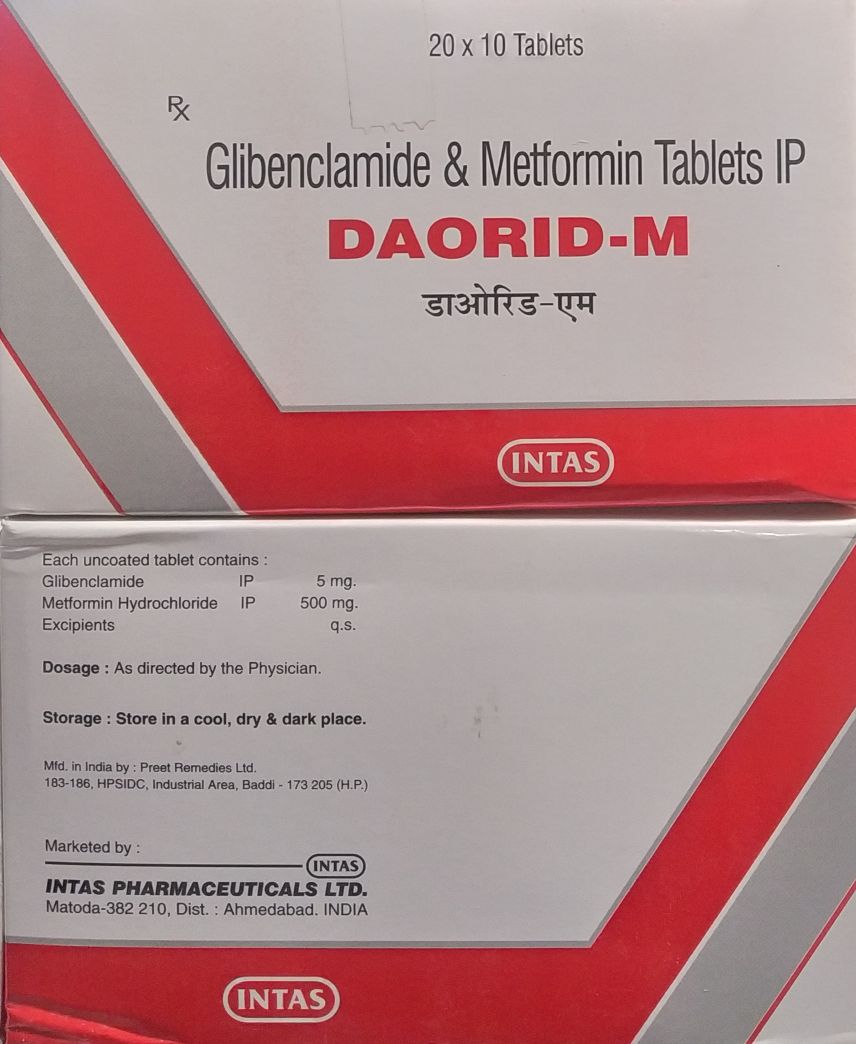 20 x 10 Tablets
Rx
Glibenclamide & Metformin Tablets IP
DAORID-M
डाओरिड-एम
INTAS
Each uncoated tablet contains :
Glibenclamide IP 5 mg.
Metformin Hydrochloride IP 500 mg.
Excipients q.s.
Dosage : As directed by the Physician.
Storage : Store in a cool, dry & dark place.
Mfd. in India by : Preet Remedies Ltd.
183-186, HPSIDC, Industrial Area, Baddi - 173 205 (H.P.)
Marketed by :
INTAS
INTAS PHARMACEUTICALS LTD.
Matoda-382 210, Dist. : Ahmedabad. INDIA
INTAS